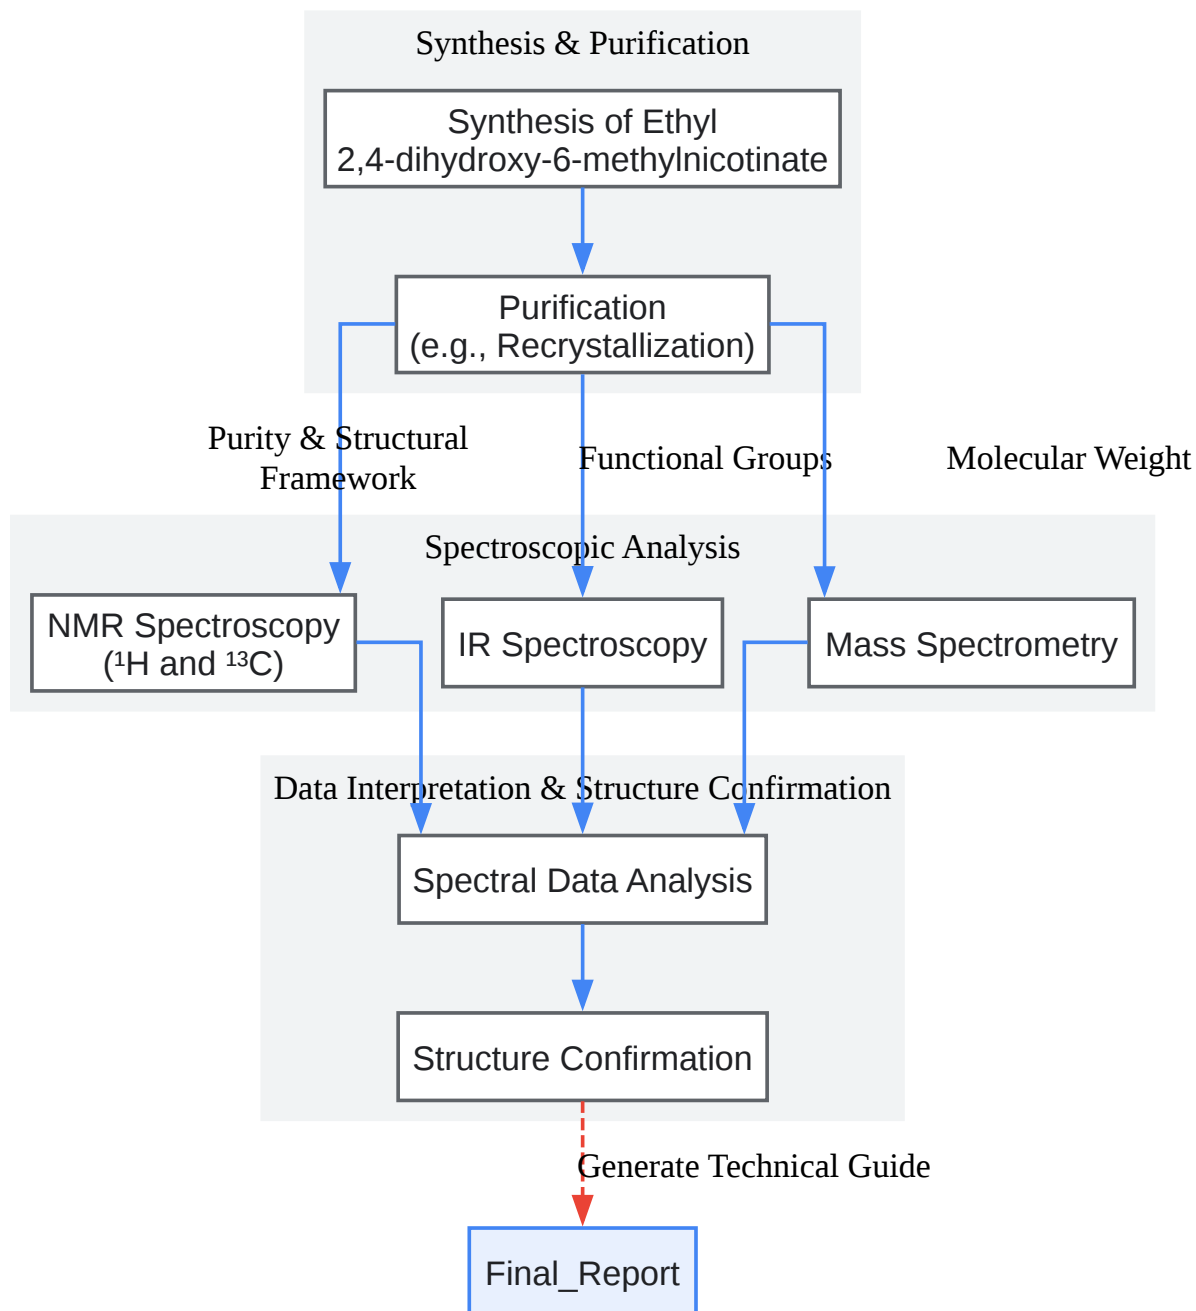 Synthesis & Purification
Synthesis of Ethyl
2,4-dihydroxy-6-methylnicotinate
Purification
(e.g., Recrystallization)
Purity & Structural
Framework
Functional Groups
Molecular Weight
Spectroscopic Analysis
NMR Spectroscopy
(¹H and ¹³C)
IR Spectroscopy
Mass Spectrometry
Data Interpretation & Structure Confirmation
Spectral Data Analysis
Structure Confirmation
Generate Technical Guide
Final_Report